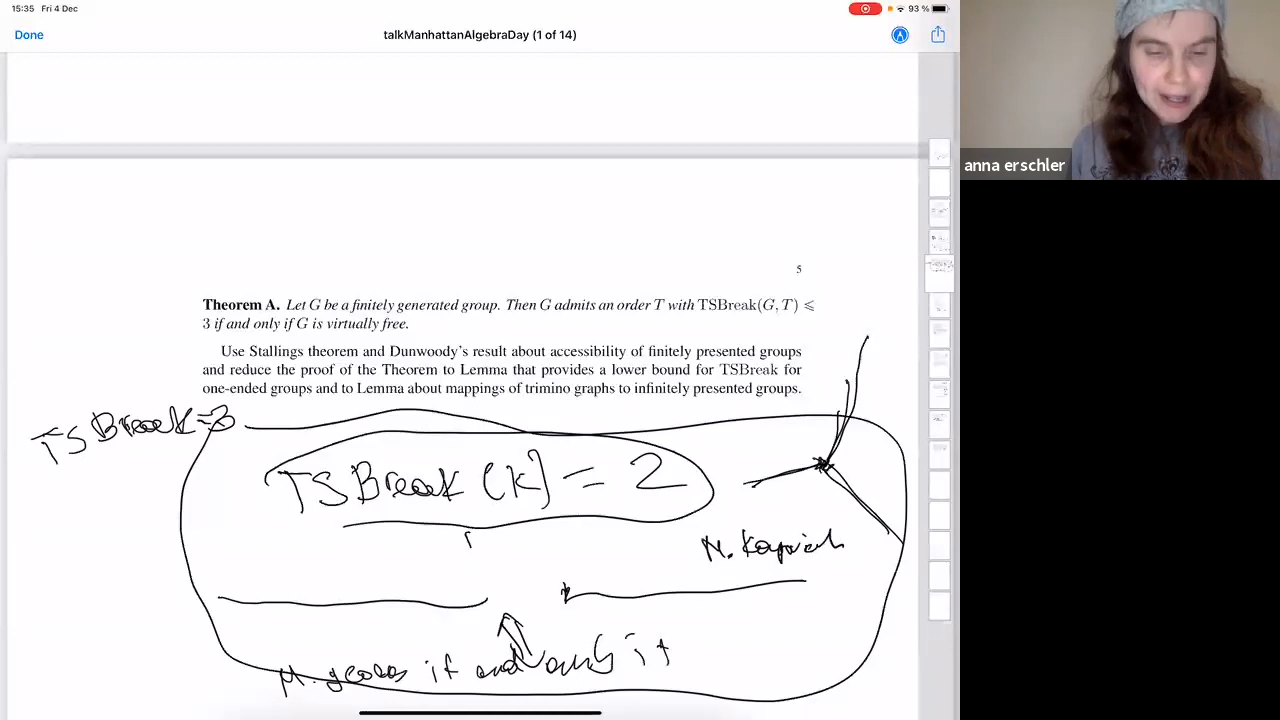 15:35 Fri 4 Dec
93 %
Done
talkManhattanAlgebraDay (1 of 14)
anna erschler
5
Theorem A. Let G be a finitely generated group. Then G admits an order T with TSBreak(G, T) ⩽
3 if and only if G is virtually free.
Use Stallings theorem and Dunwoody's result about accessibility of finitely presented groups
and reduce the proof of the Theorem to Lemma that provides a lower bound for TSBreak for
one-ended groups and to Lemma about mappings of trimino graphs to infinitely presented groups.
TSBreak=3
TSBreak (k) = 2
M.
M. if and only if